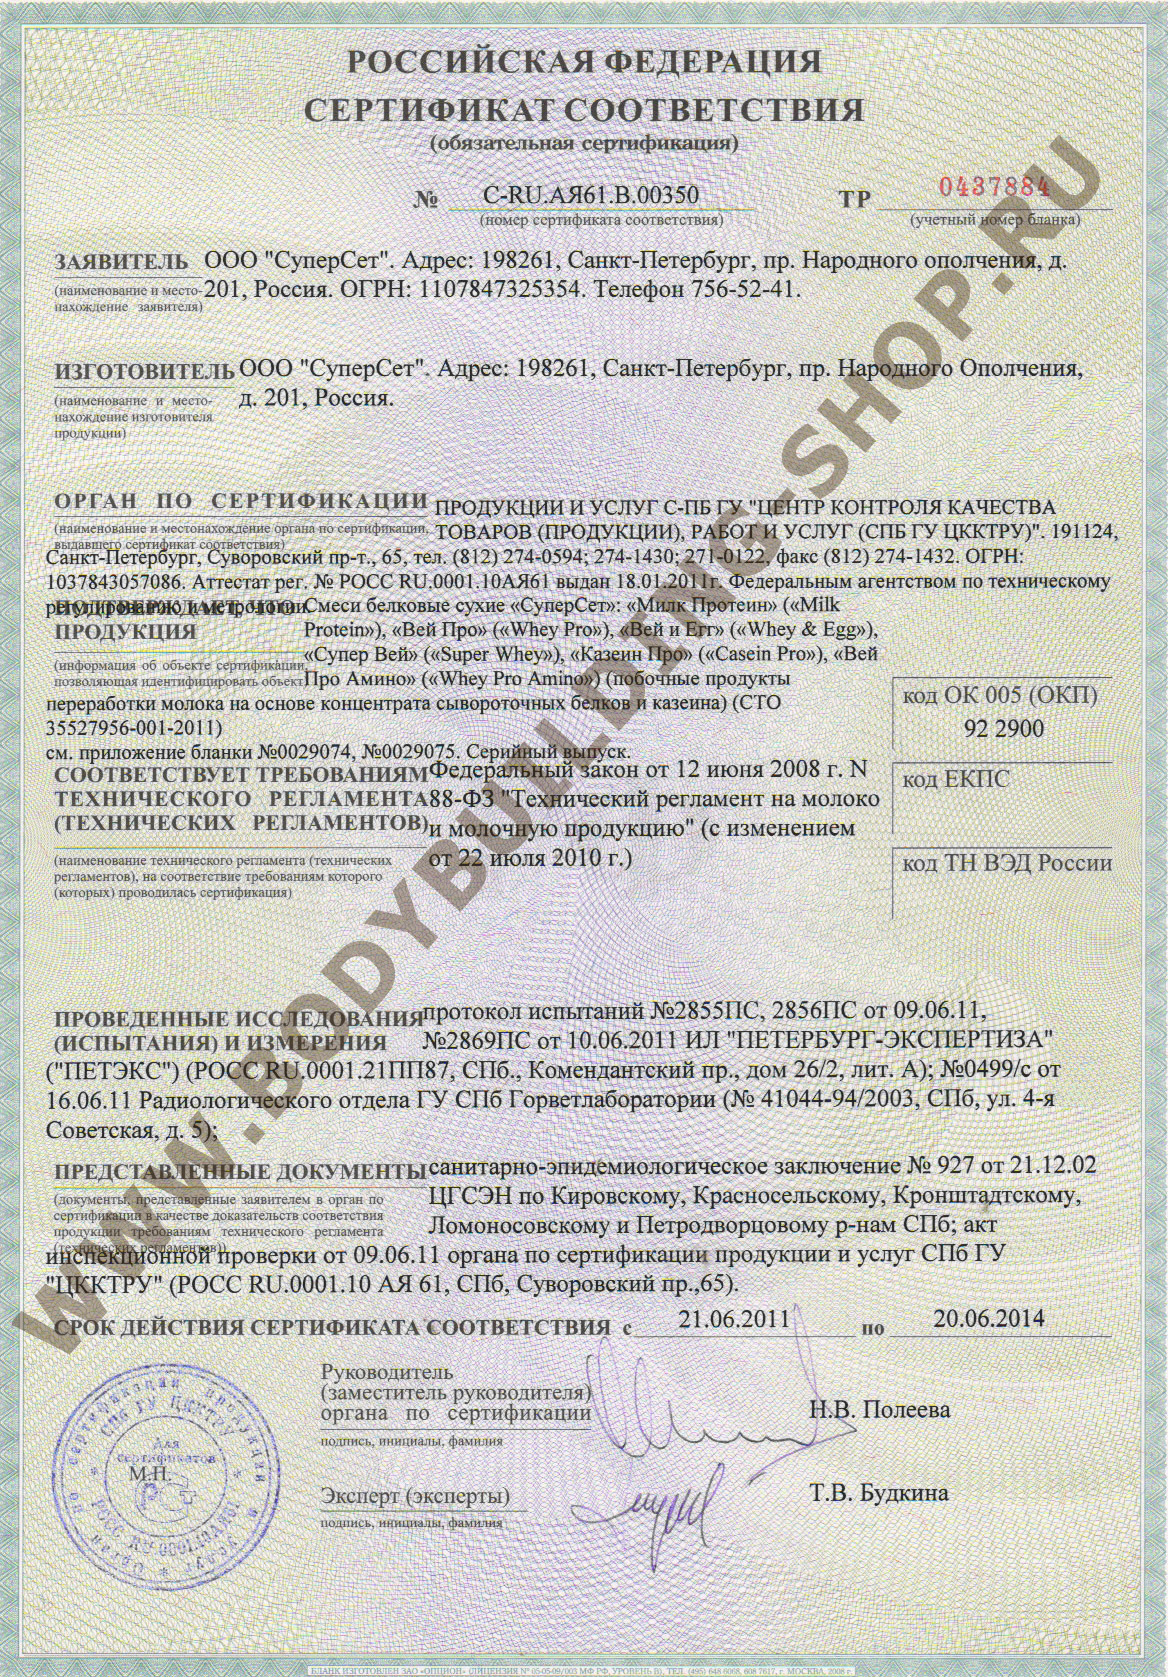 РОССИЙСКАЯ ФЕДЕРАЦИЯ
СЕРТИФИКАТ СООТВЕТСТВИЯ
(обязательная сертификация)
№ C-RU.АЯ61.В.00350 ТР 0437884
(номер сертификата соответствия) (учетный номер бланка)
ЗАЯВИТЕЛЬ ООО "СуперСет". Адрес: 198261, Санкт-Петербург, пр. Народного ополчения, д.
(наименование и место- 201, Россия. ОГРН: 1107847325354. Телефон 756-52-41.
нахождение заявителя)
ИЗГОТОВИТЕЛЬ ООО "СуперСет". Адрес: 198261, Санкт-Петербург, пр. Народного Ополчения,
(наименование и место- д. 201, Россия.
нахождение изготовителя
продукции)
ОРГАН ПО СЕРТИФИКАЦИИ ПРОДУКЦИИ И УСЛУГ С-ПБ ГУ "ЦЕНТР КОНТРОЛЯ КАЧЕСТВА
(наименование и местонахождение органа по сертификации, ТОВАРОВ (ПРОДУКЦИИ), РАБОТ И УСЛУГ (СПБ ГУ ЦККТРУ)". 191124,
выдавшего сертификат соответствия)
Санкт-Петербург, Суворовский пр-т., 65, тел. (812) 274-0594; 274-1430; 271-0122, факс (812) 274-1432. ОГРН:
1037843057086. Аттестат рег. № РОСС RU.0001.10АЯ61 выдан 18.01.2011г. Федеральным агентством по техническому
регулированию и метрологии.
ПОДТВЕРЖДАЕТ, ЧТО Смеси белковые сухие «СуперСет»: «Милк Протеин» («Milk
ПРОДУКЦИЯ Protein»), «Вей Про» («Whey Pro»), «Вей и Егг» («Whey & Egg»),
«Супер Вей» («Super Whey»), «Казеин Про» («Casein Pro»), «Вей
(информация об объекте сертификации,
позволяющая идентифицировать объект) Про Амино» («Whey Pro Amino») (побочные продукты
переработки молока на основе концентрата сывороточных белков и казеина) (СТО
35527956-001-2011)
см. приложение бланки №0029074, №0029075. Серийный выпуск.
код ОК 005 (ОКП)
92 2900
код ЕКПС
код ТН ВЭД России
СООТВЕТСТВУЕТ ТРЕБОВАНИЯМ Федеральный закон от 12 июня 2008 г. N
ТЕХНИЧЕСКОГО РЕГЛАМЕНТА 88-ФЗ "Технический регламент на молоко
(ТЕХНИЧЕСКИХ РЕГЛАМЕНТОВ) и молочную продукцию" (с изменением
от 22 июля 2010 г.)
(наименование технического регламента (технических
регламентов), на соответствие требованиям которого
(которых) проводилась сертификация)
ПРОВЕДЕННЫЕ ИССЛЕДОВАНИЯ протокол испытаний №2855ПС, 2856ПС от 09.06.11,
(ИСПЫТАНИЯ) И ИЗМЕРЕНИЯ №2869ПС от 10.06.2011 ИЛ "ПЕТЕРБУРГ-ЭКСПЕРТИЗА"
("ПЕТЭКС") (РОСС RU.0001.21ПП87, СПб., Комендантский пр., дом 26/2, лит. А); №0499/с от
16.06.11 Радиологического отдела ГУ СПб Горветлаборатории (№ 41044-94/2003, СПб, ул. 4-я
Советская, д. 5);
ПРЕДСТАВЛЕННЫЕ ДОКУМЕНТЫ санитарно-эпидемиологическое заключение № 927 от 21.12.02
ЦГСЭН по Кировскому, Красносельскому, Кронштадтскому,
Ломоносовскому и Петродворцовому р-нам СПб; акт
(документы, представленные заявителем в орган по
сертификации в качестве доказательств соответствия
продукции требованиям технического регламента
(технических регламентов))
инспекционной проверки от 09.06.11 органа по сертификации продукции и услуг СПб ГУ
"ЦККТРУ" (РОСС RU.0001.10 АЯ 61, СПб, Суворовский пр.,65).
СРОК ДЕЙСТВИЯ СЕРТИФИКАТА СООТВЕТСТВИЯ с 21.06.2011 по 20.06.2014
Руководитель
(заместитель руководителя)
органа по сертификации Н.В. Полеева
подпись, инициалы, фамилия
Эксперт (эксперты) Т.В. Будкина
подпись, инициалы, фамилия
М.П.
Орган по сертификации продукции и услуг
СПб ГУ ЦККТРУ
Для
сертификатов
РОСС RU 0001.10АЯ61
WWW.BODYBUILDING-SHOP.RU
БЛАНК ИЗГОТОВЛЕН ЗАО «ОПЦИОН» (ЛИЦЕНЗИЯ № 05-05-09/003 МФ РФ, УРОВЕНЬ В), ТЕЛ. (495) 648 6068, 608 7617, г. МОСКВА, 2008 г.